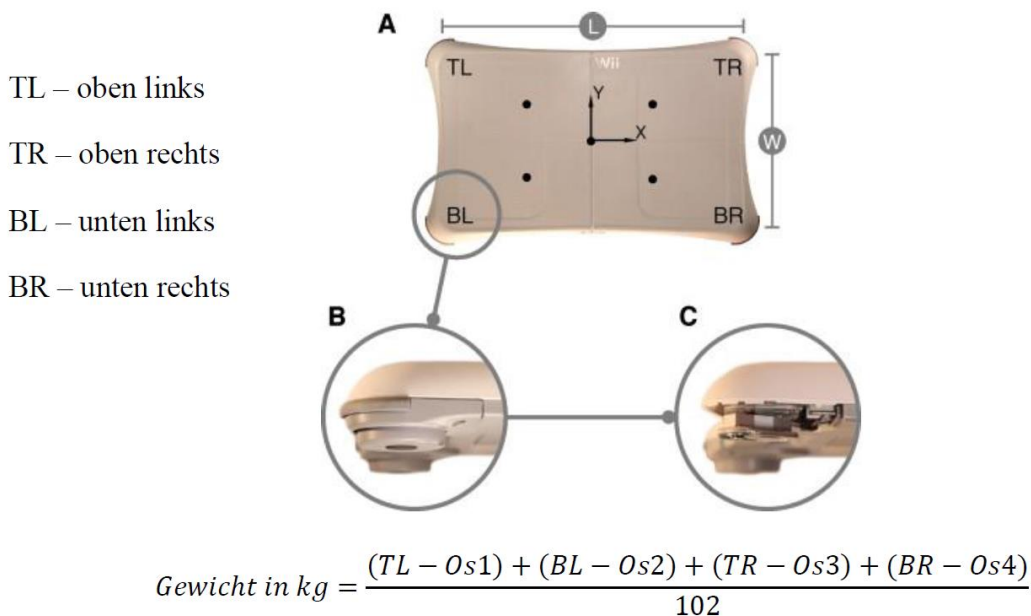 A
L
TL – oben links
TR – oben rechts
BL – unten links
BR – unten rechts
TL
Wii
TR
Y
X
W
BL
BR
B
C
Gewicht in kg = \frac{(TL − Os1) + (BL − Os2) + (TR − Os3) + (BR − Os4)}{102}